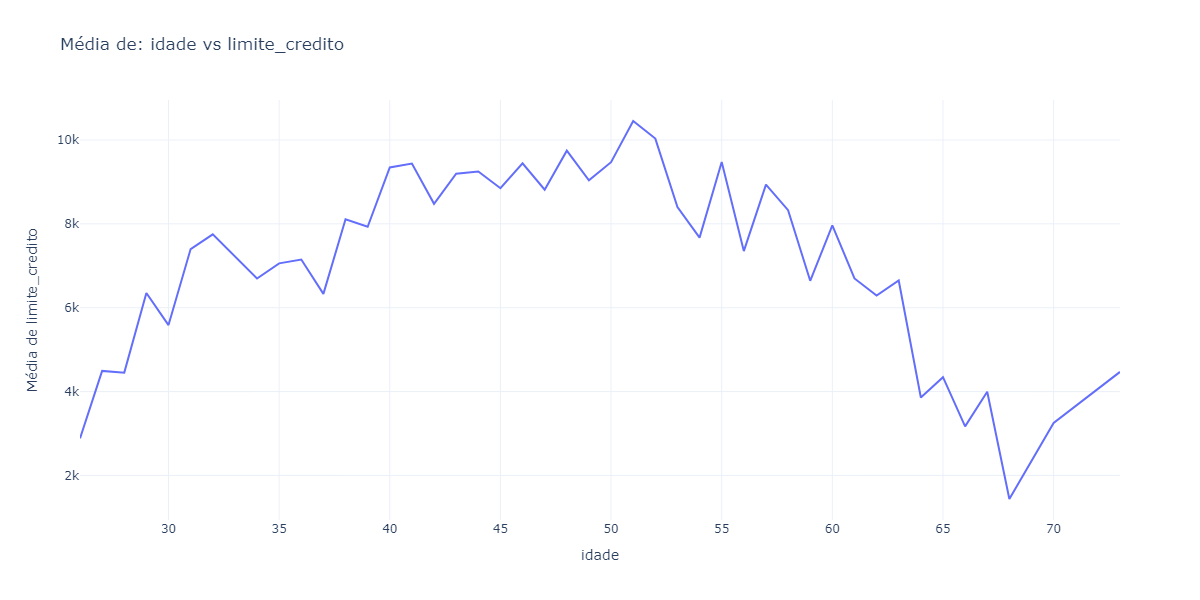 Média de: idade vs limite_credito
10k
8k
6k
4k
2k
Média de limite_credito
30 35 40 45 50 55 60 65 70
idade